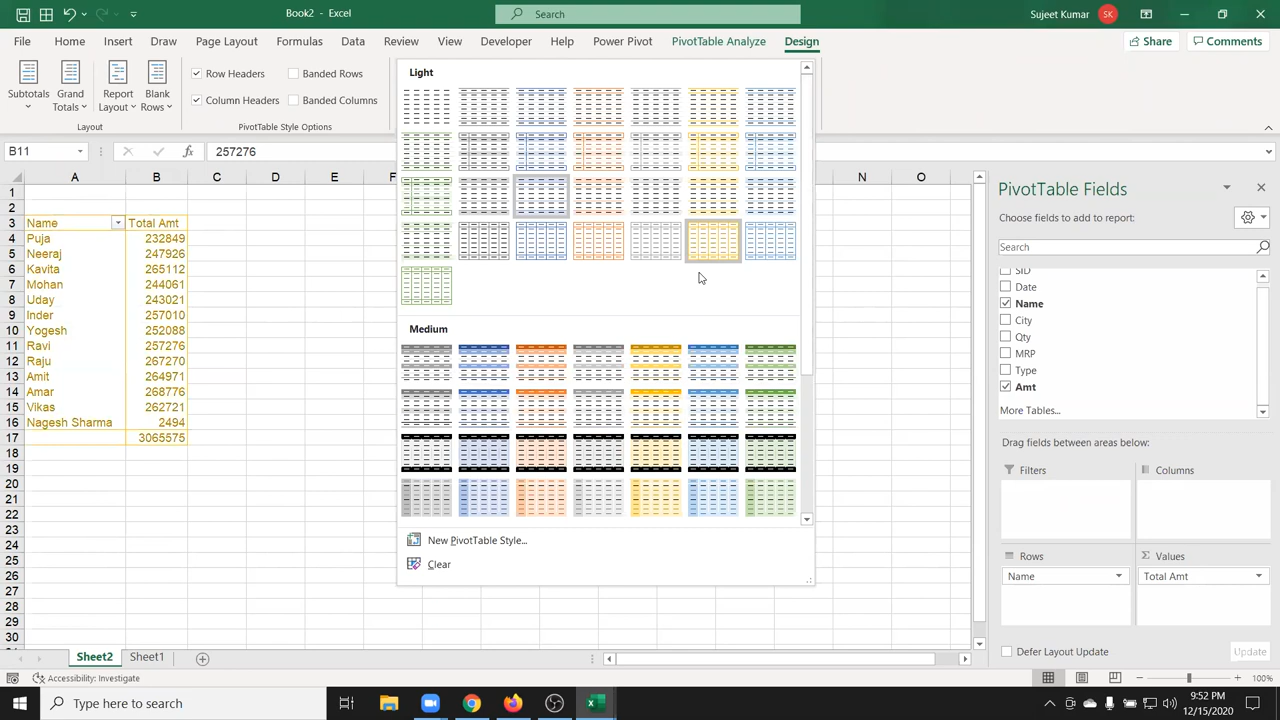 Book2 - Excel
Search
Sujeet Kumar
SK
File Home Insert Draw Page Layout Formulas Data Review View Developer Help Power Pivot PivotTable Analyze Design
Share Comments
Subtotals
Grand Totals
Report Layout
Blank Rows
Layout
Row Headers Banded Rows
Column Headers Banded Columns
PivotTable Style Options
Light
Medium
New PivotTable Style...
Clear
B11
fx
257276
A B C D E F N O
1
2
3 Name Total Amt
4 Puja 232849
5 Neeraj 247926
6 Kavita 265112
7 Mohan 244061
8 Uday 243021
9 Inder 257010
10 Yogesh 252088
11 Ravi 257276
12 Raju 267270
13 Amit 264971
14 Amar 268776
15 Vikas 262721
16 Nagesh Sharma 2494
17 3065575
18
19
20
21
22
23
24
25
26
27
28
29
30
PivotTable Fields
Choose fields to add to report:
Search
SID
Date
Name
City
Qty
MRP
Type
Amt
More Tables...
Drag fields between areas below:
Filters
Columns
Rows
Σ Values
Name
Total Amt
Defer Layout Update
Update
Sheet2 Sheet1
Accessibility: Investigate
100%
Type here to search
9:52 PM
12/15/2020